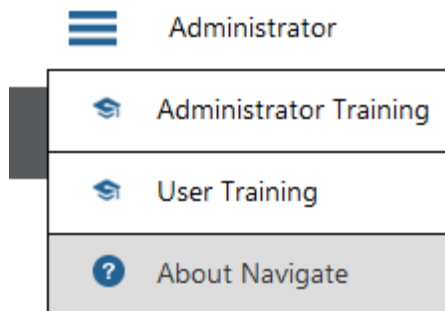 Administrator
Administrator Training
User Training
? About Navigate